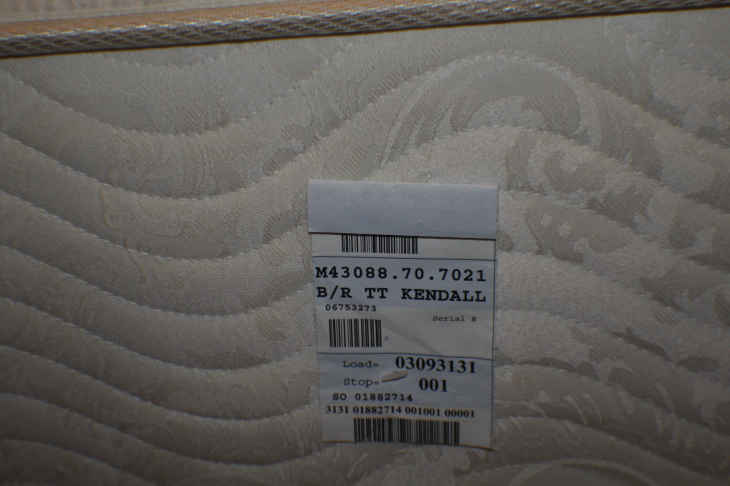 M43088.70.7021
B/R TT KENDALL
06753273
Serial #
Load= 03093131
Stop= 001
SO 01882714
3131 01882714 001001 00001